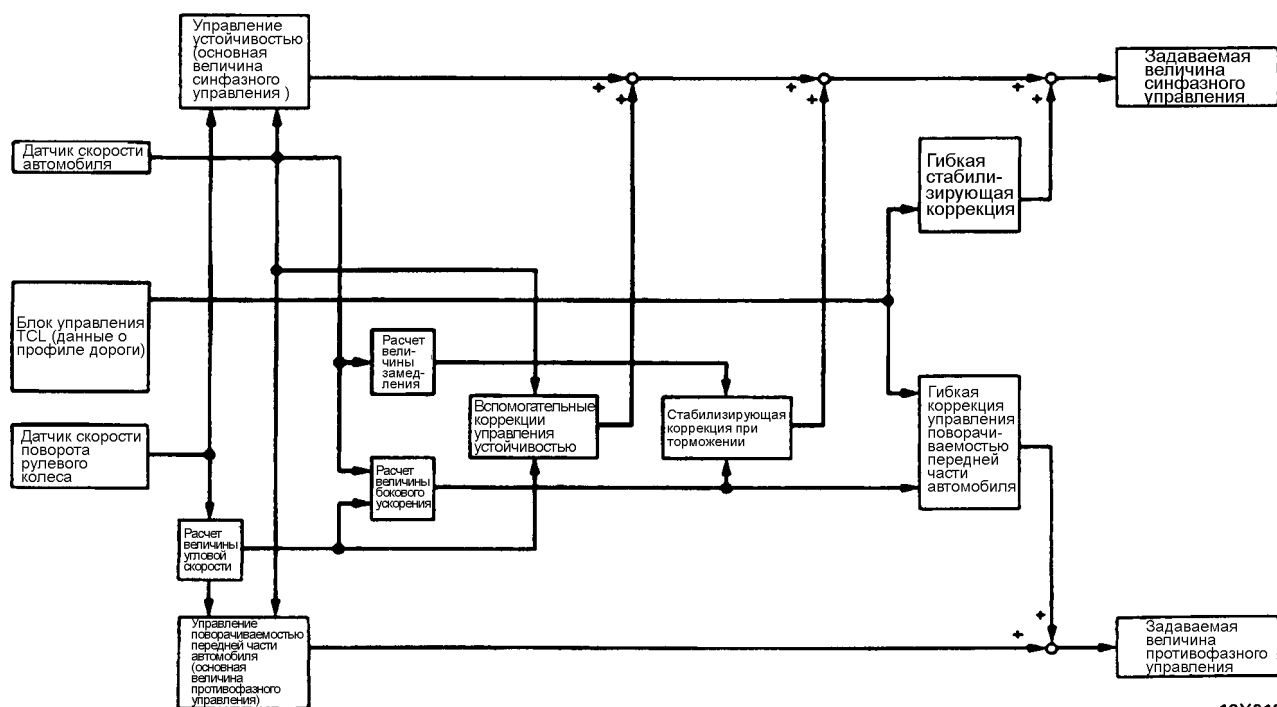 Управление
устойчивостью
(основная
величина
синфазного
управления )
Задаваемая
величина
синфазного
управления
+
+
+
+
+
+
Датчик скорости
автомобиля
Гибкая
стабили-
зирующая
коррекция
Блок управления
TCL (данные о
профиле дороги)
Расчет
вели-
чины
замед-
ления
Вспомогательные
коррекции
управления
устойчивостью
Стабилизирующая
коррекция при
торможении
Гибкая
коррекция
управления
поворачи-
ваемостью
передней
части
автомобиля
Датчик скорости
поворота
рулевого
колеса
Расчет
величины
бокового
ускорения
Расчет
величины
угловой
скорости
Управление
поворачиваемостью
передней части
автомобиля
(основная
величина
противофазного
управления)
+
+
Задаваемая
величина
противофазного
управления